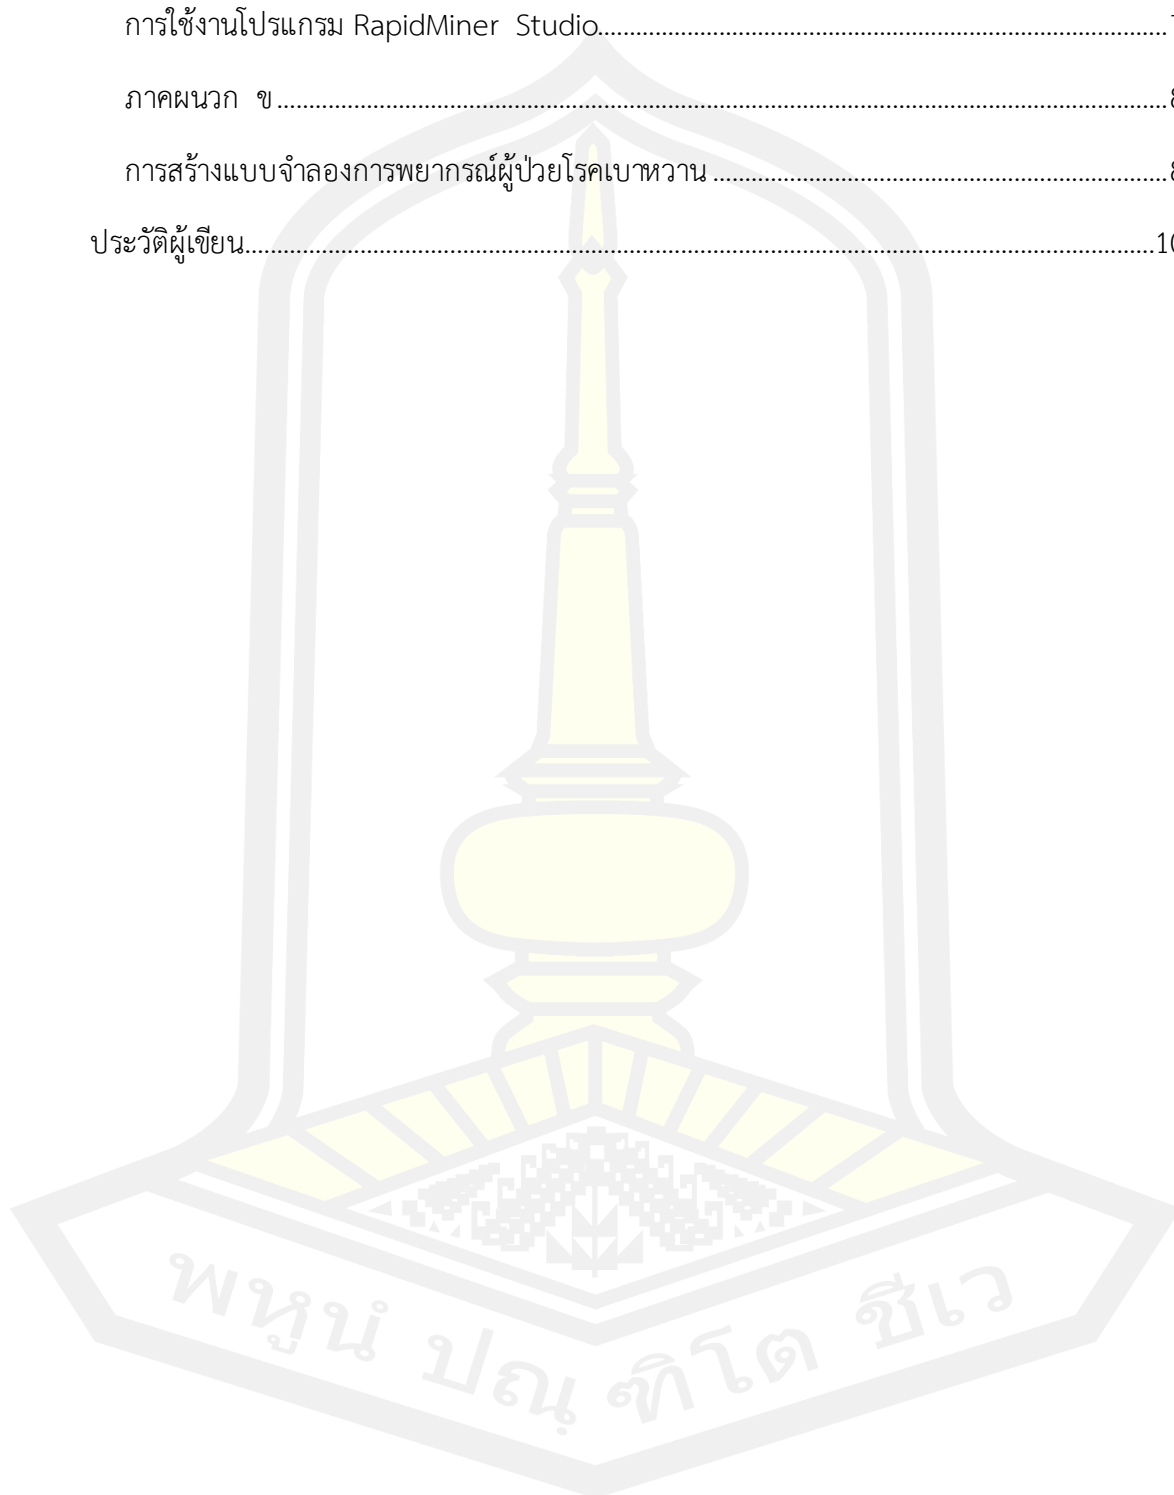 การใช้งานโปรแกรม RapidMiner Studio
ภาคผนวก ข
การสร้างแบบจำลองการพยากรณ์ผู้ป่วยโรคเบาหวาน
ประวัติผู้เขียน
พหูนํ ปณฺฑิโต ชีเว